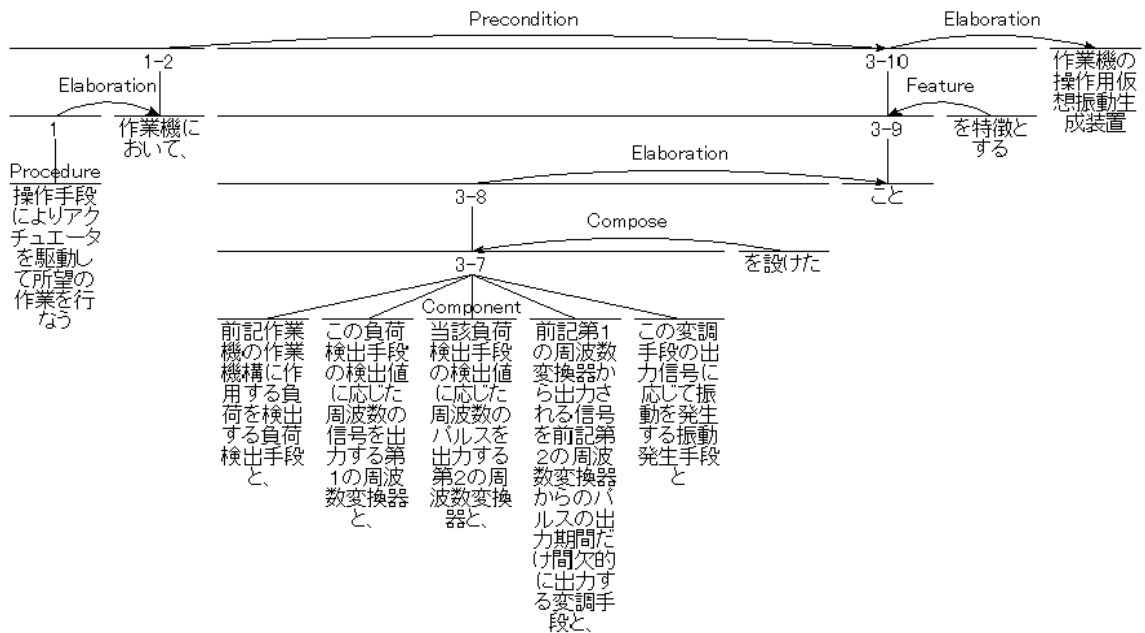 Precondition
Elaboration
1-2
3-10
作業機の
操作用仮
想振動生
成装置
Elaboration
Feature
1
作業機に
おいて、
3-9
を特徴と
する
Procedure
操作手段
によりアク
チュエータ
を駆動し
て所望の
作業を行
なう
Elaboration
3-8
こと
Compose
3-7
を設けた
Component
前記作業
機の作業
機構に作
用する負
荷を検出
する負荷
検出手段
と、
この負荷
検出手段
の検出値
に応じた
周波数の
信号を出
力する第
1の周波
数変換器
と、
当該負荷
検出手段
の検出値
に応じた
周波数の
パルスを
出力する
第2の周
波数変換
器と、
前記第1
の周波数
変換器か
ら出力さ
れる信号
を前記第
2の周波
数変換器
からのパ
ルスの出
力期間だ
け間欠的
に出力す
る変調手
段と、
この変調
手段の出
力信号に
応じて振
動を発生
する振動
発生手段
と